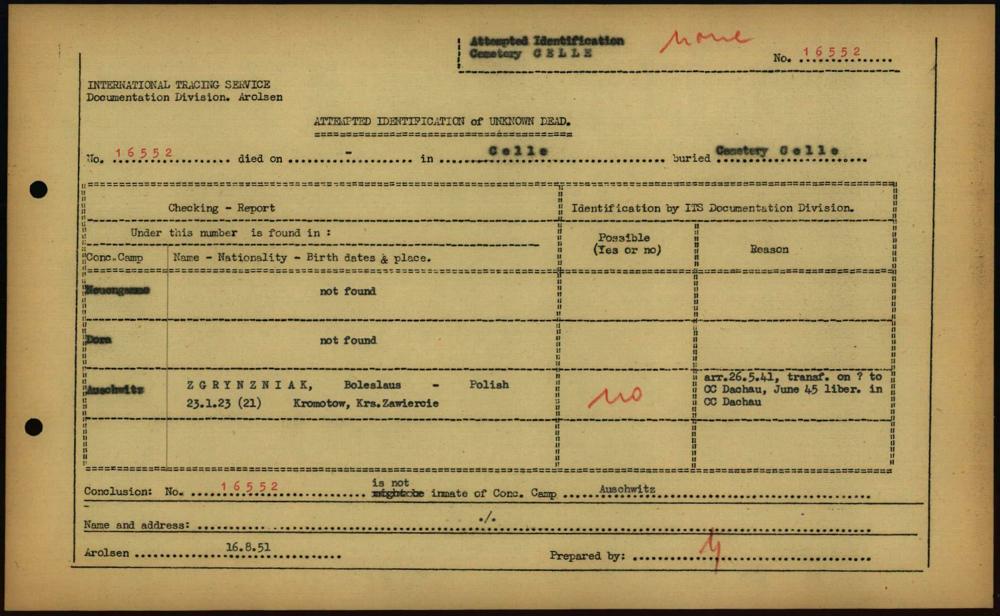 Attempted Identification
Cemetery C E L L E
None
No. 16552
INTERNATIONAL TRACING SERVICE
Documentation Division. Arolsen
ATTEMPTED IDENTIFICATION of UNKNOWN DEAD.
No. 16552 died on - in C e l l e buried Cemetery C e l l e
Checking - Report
Identification by ITS Documentation Division.
Under this number is found in :
Possible
(Yes or no)
Reason
Conc.Camp
Name - Nationality - Birth dates & place.
Neuengamme
not found
Dora
not found
Auschwitz
Z G R Y N Z N I A K, Boleslaus - Polish
23.1.23 (21) Kromotow, Krs.Zawiercie
no
arr.26.5.41, transf. on ? to
CC Dachau, June 45 liber. in
CC Dachau
is not
Conclusion: No. 16552 might be inmate of Conc. Camp Auschwitz
Name and address: ./.
Arolsen 16.8.51
Prepared by: